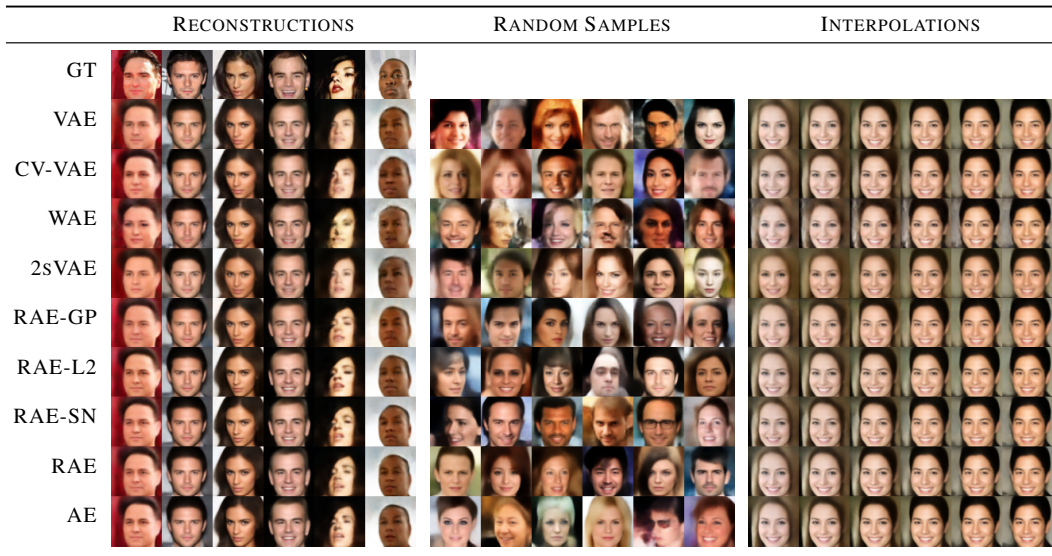 RECONSTRUCTIONS RANDOM SAMPLES INTERPOLATIONS
GT
VAE
CV-VAE
WAE
2sVAE
RAE-GP
RAE-L2
RAE-SN
RAE
AE